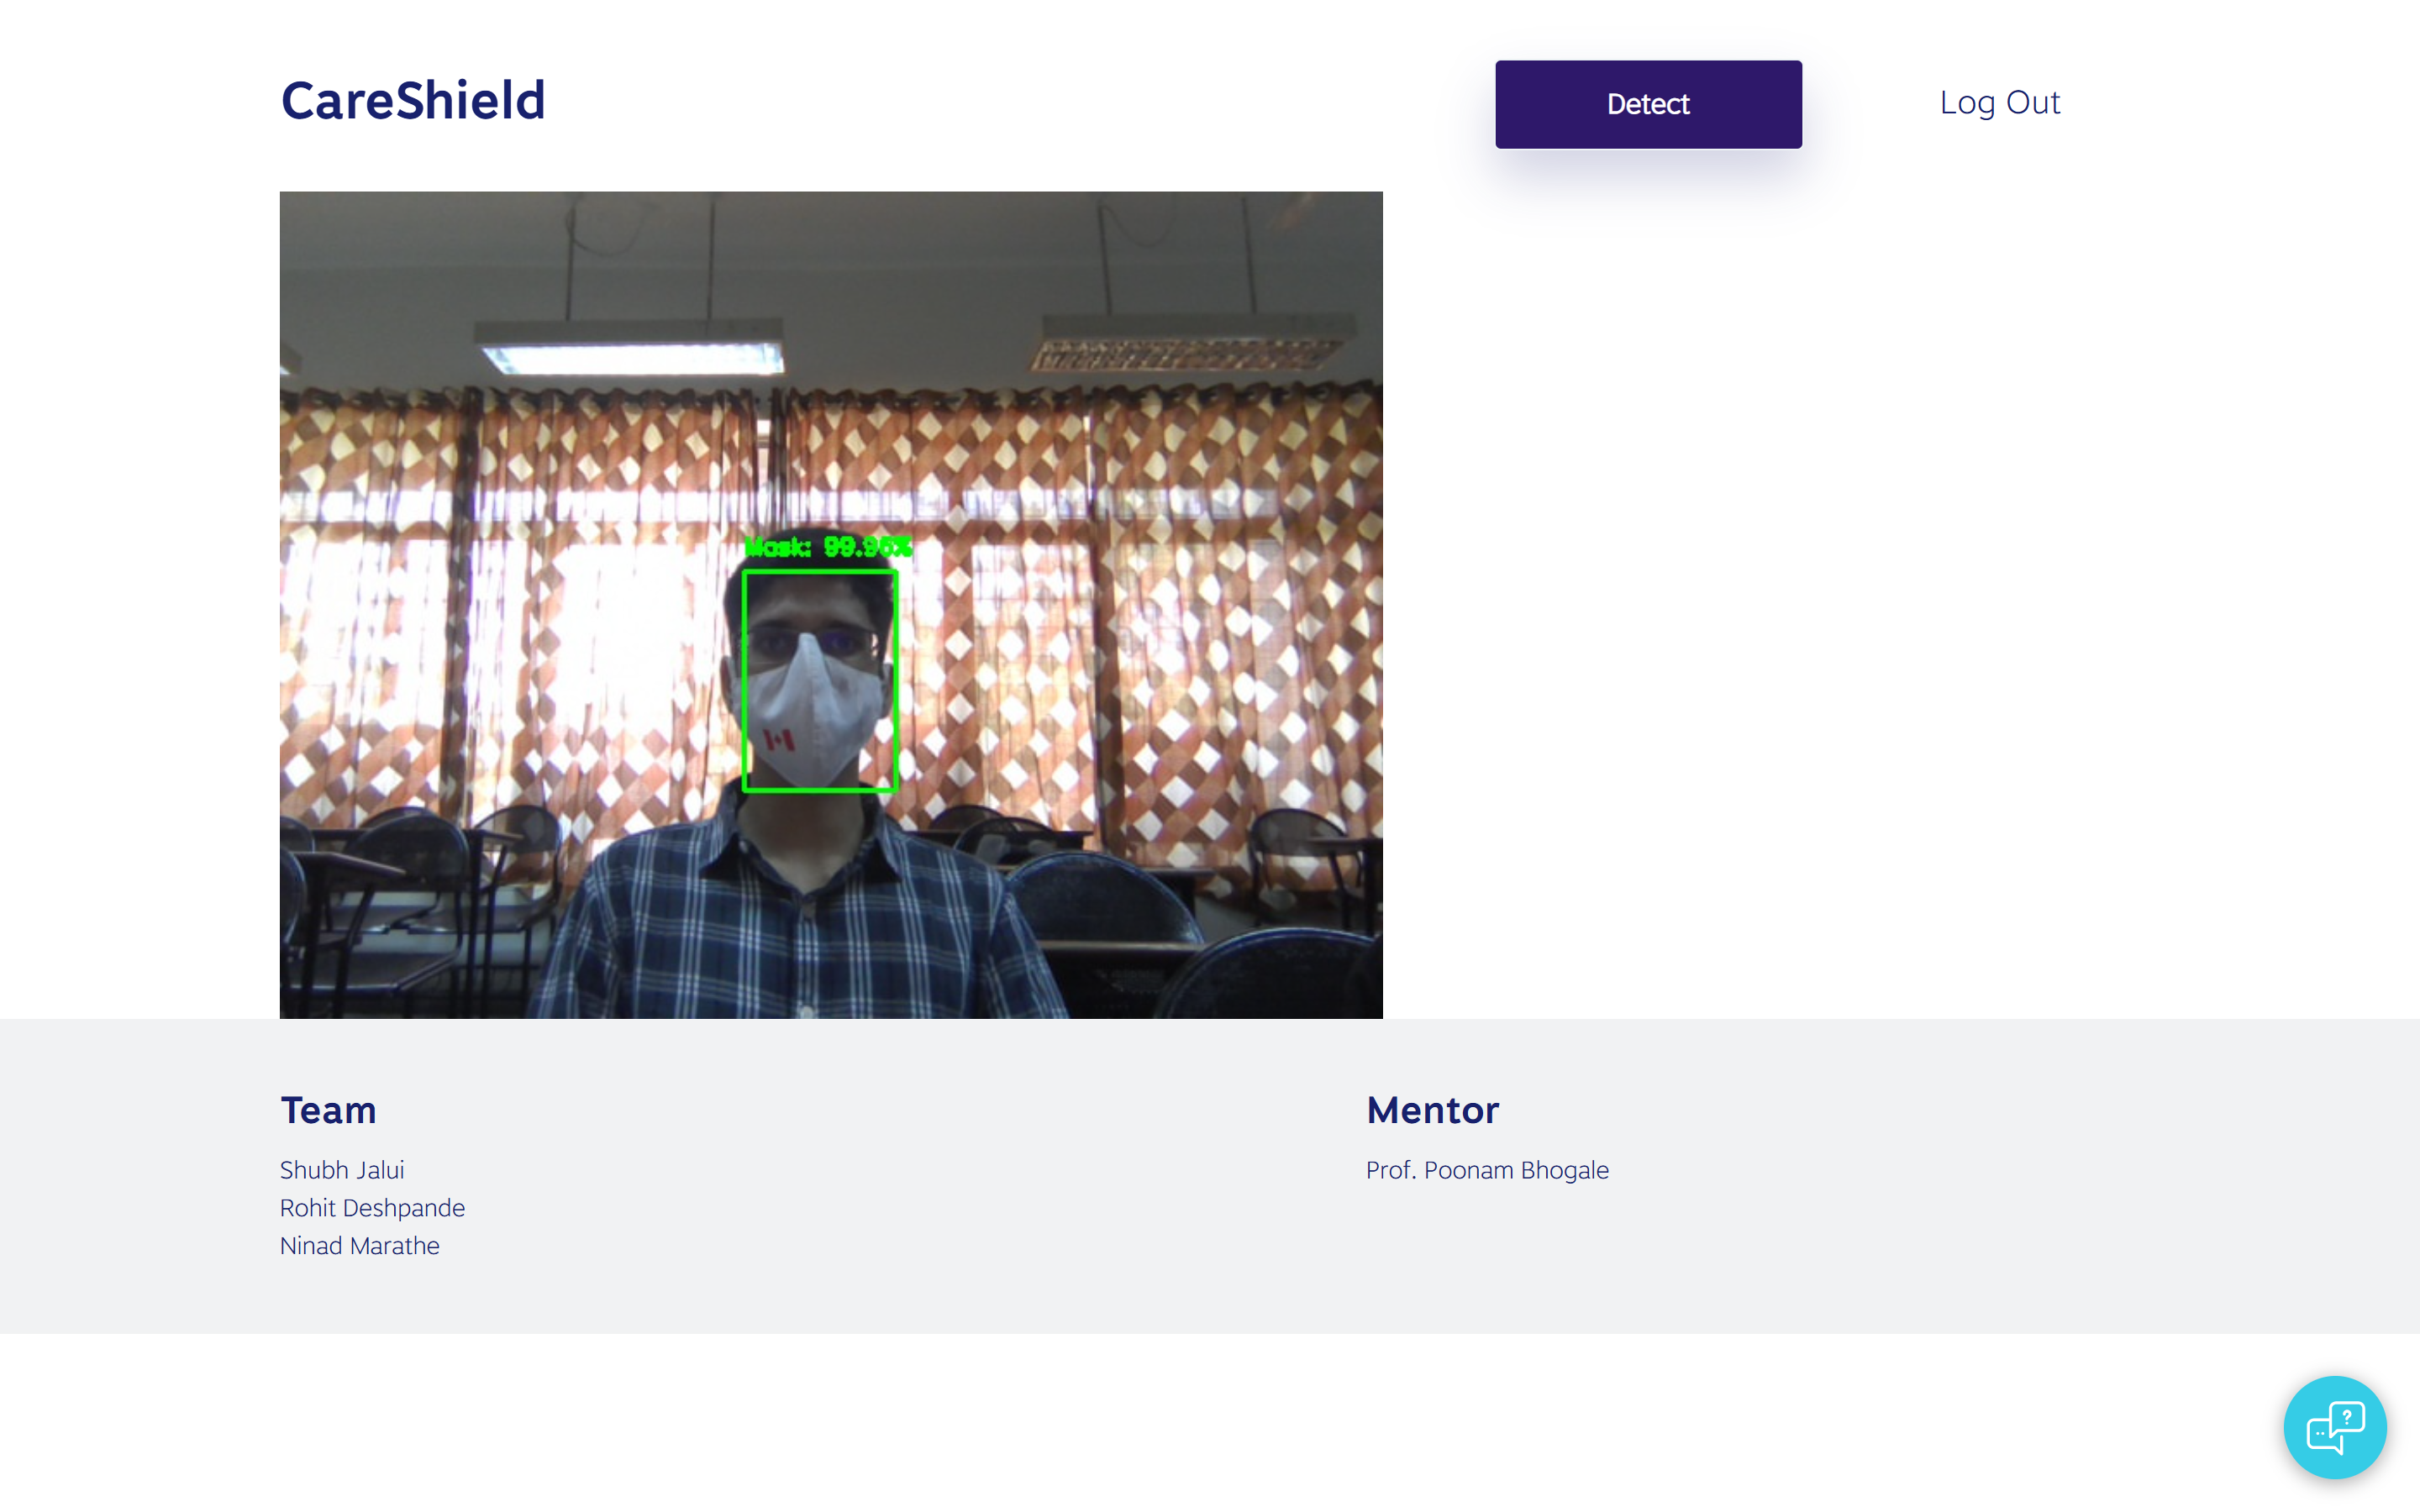 CareShield
Detect
Log Out
Mask: 99.96%
Team
Mentor
Shubh Jalui
Prof. Poonam Bhogale
Rohit Deshpande
Ninad Marathe